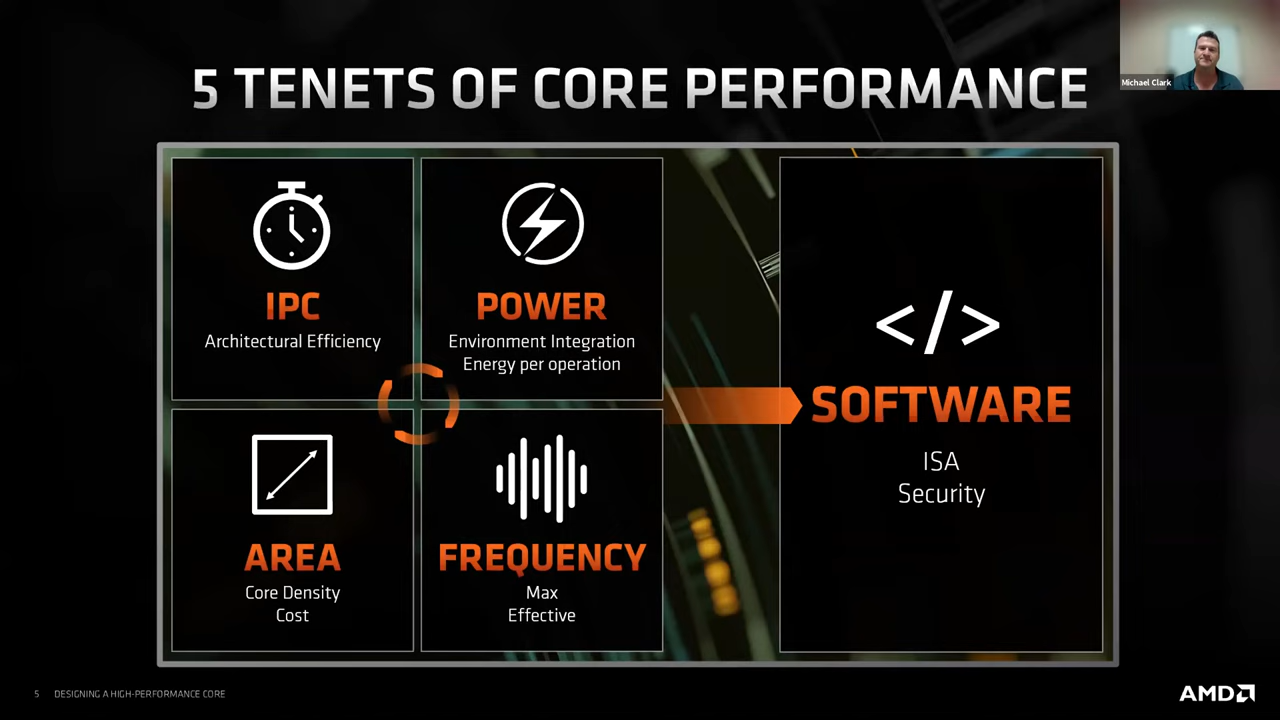 5 TENETS OF CORE PERFORMANCE
Michael Clark
IPC
Architectural Efficiency
POWER
Environment Integration
Energy per operation
AREA
Core Density
Cost
FREQUENCY
Max
Effective
</>
SOFTWARE
ISA
Security
5 DESIGNING A HIGH-PERFORMANCE CORE
AMD